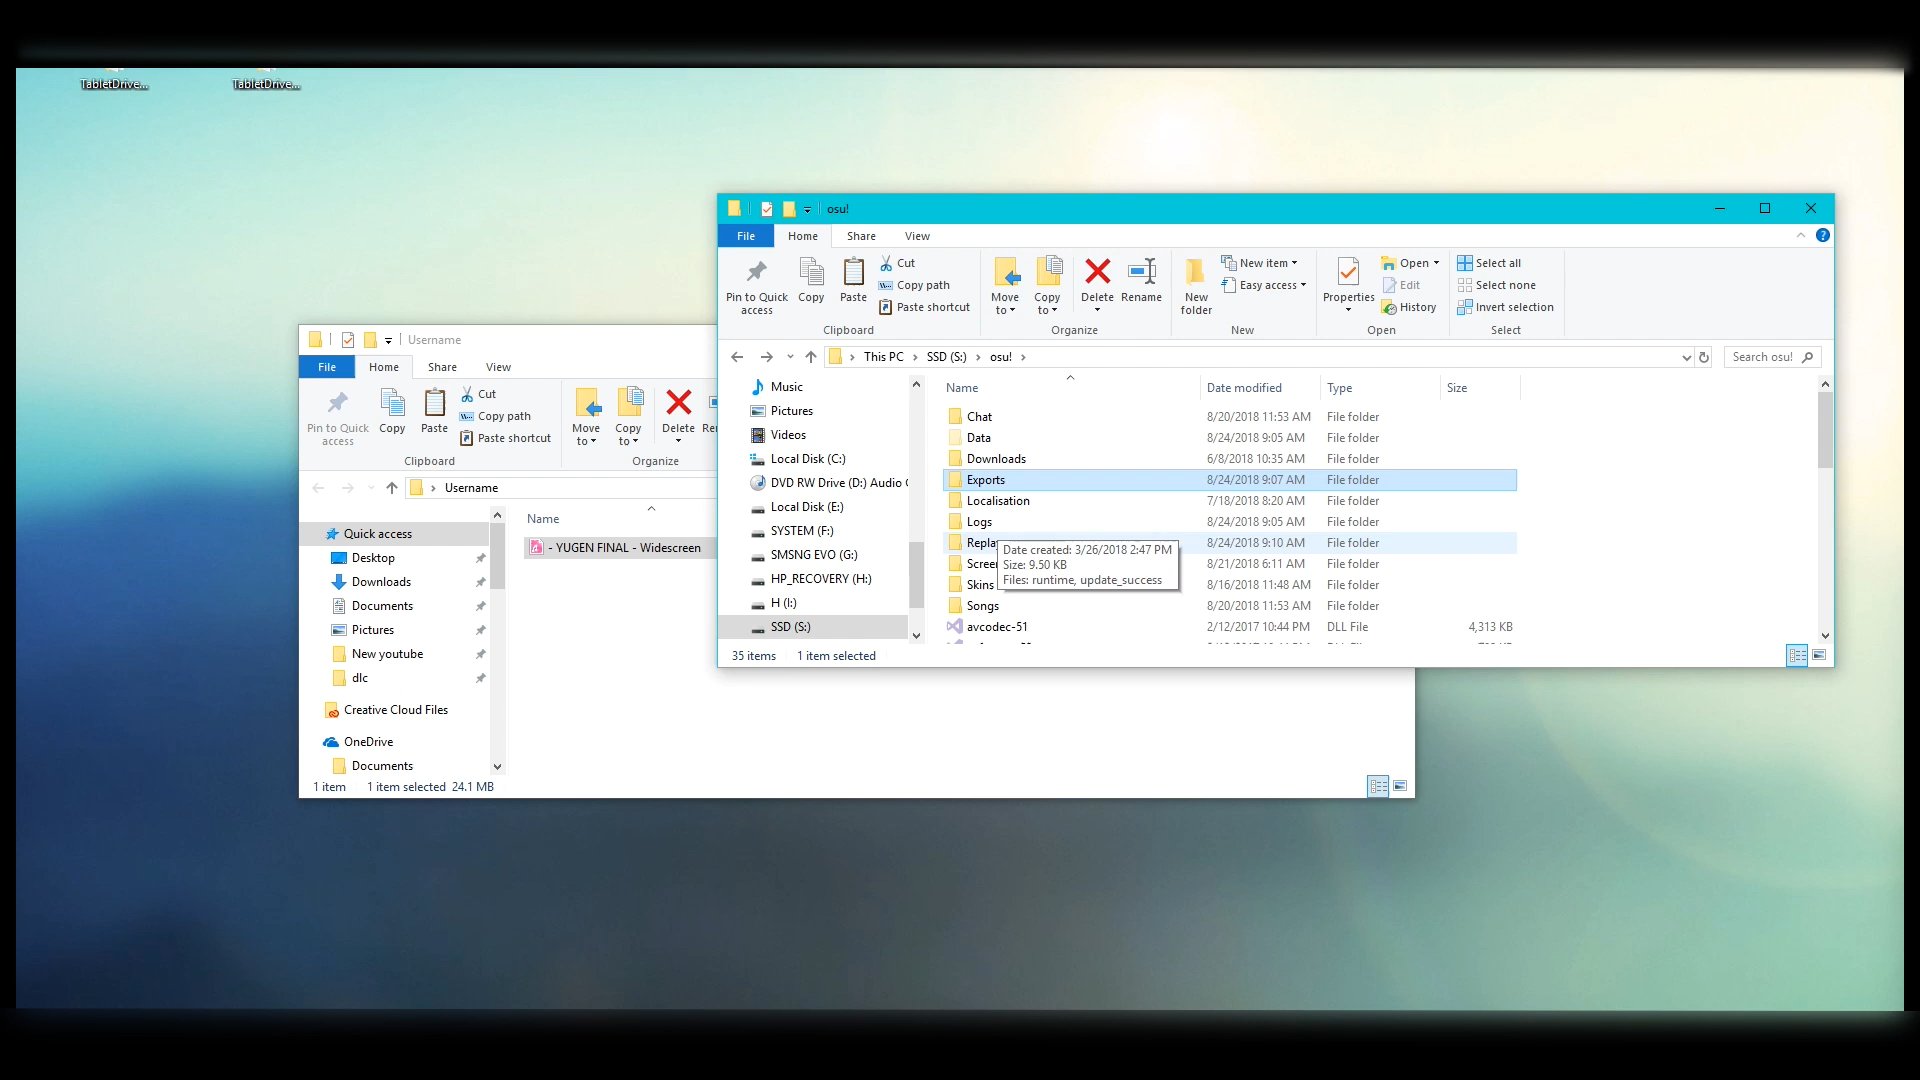 TabletDrive...
TabletDrive...
osu!
File
Home
Share
View
Pin to Quick access
Copy
Paste
Cut
Copy path
Paste shortcut
Clipboard
Move to
Copy to
Delete
Rename
Organize
New folder
New item
Easy access
New
Properties
Open
Edit
History
Open
Select all
Select none
Invert selection
Select
This PC
SSD (S:)
osu!
Search osu!
Music
Pictures
Videos
Local Disk (C:)
DVD RW Drive (D:) Audio
Local Disk (E:)
SYSTEM (F:)
SMSNG EVO (G:)
HP_RECOVERY (H:)
H (I:)
SSD (S:)
Name Date modified Type Size
Chat 8/20/2018 11:53 AM File folder
Data 8/24/2018 9:05 AM File folder
Downloads 6/8/2018 10:35 AM File folder
Exports 8/24/2018 9:07 AM File folder
Localisation 7/18/2018 8:20 AM File folder
Logs 8/24/2018 9:05 AM File folder
Repla 8/24/2018 9:10 AM File folder
Screen 8/21/2018 6:11 AM File folder
Skins 8/16/2018 11:48 AM File folder
Songs 8/20/2018 11:53 AM File folder
avcodec-51 2/12/2017 10:44 PM DLL File 4,313 KB
Date created: 3/26/2018 2:47 PM
Size: 9.50 KB
Files: runtime, update_success
35 items 1 item selected
Username
File
Home
Share
View
Pin to Quick access
Copy
Paste
Cut
Copy path
Paste shortcut
Clipboard
Move to
Copy to
Delete
Re
Organize
Username
Quick access
Desktop
Downloads
Documents
Pictures
New youtube
dlc
Creative Cloud Files
OneDrive
Documents
Name
- YUGEN FINAL - Widescreen
1 item 1 item selected 24.1 MB